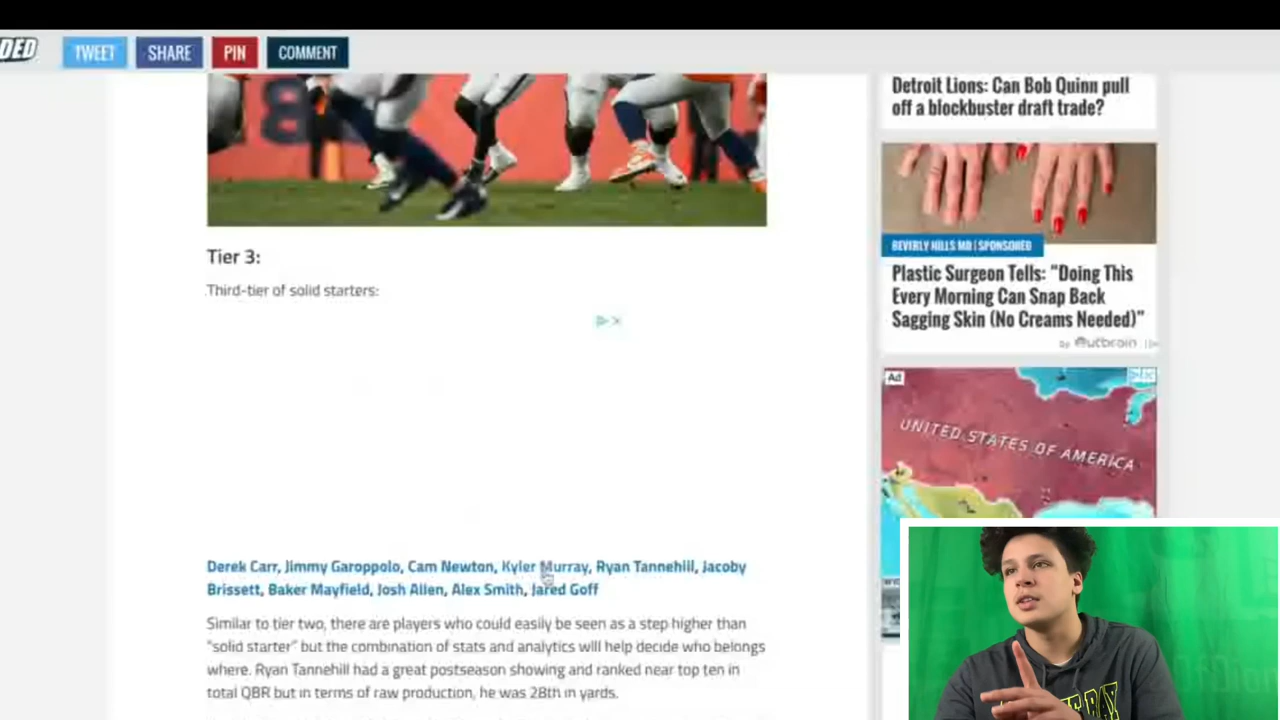 DED
TWEET
SHARE
PIN
COMMENT
Detroit Lions: Can Bob Quinn pull
off a blockbuster draft trade?
BEVERLY HILLS MD | SPONSORED
Plastic Surgeon Tells: "Doing This
Every Morning Can Snap Back
Sagging Skin (No Creams Needed)"
by outbrain
Ad
UNITED STATES OF AMERICA
Tier 3:
Third-tier of solid starters:
Derek Carr, Jimmy Garoppolo, Cam Newton, Kyler Murray, Ryan Tannehill, Jacoby
Brissett, Baker Mayfield, Josh Allen, Alex Smith, Jared Goff
Similar to tier two, there are players who could easily be seen as a step higher than
"solid starter" but the combination of stats and analytics will help decide who belongs
where. Ryan Tannehill had a great postseason showing and ranked near top ten in
total QBR but in terms of raw production, he was 28th in yards.